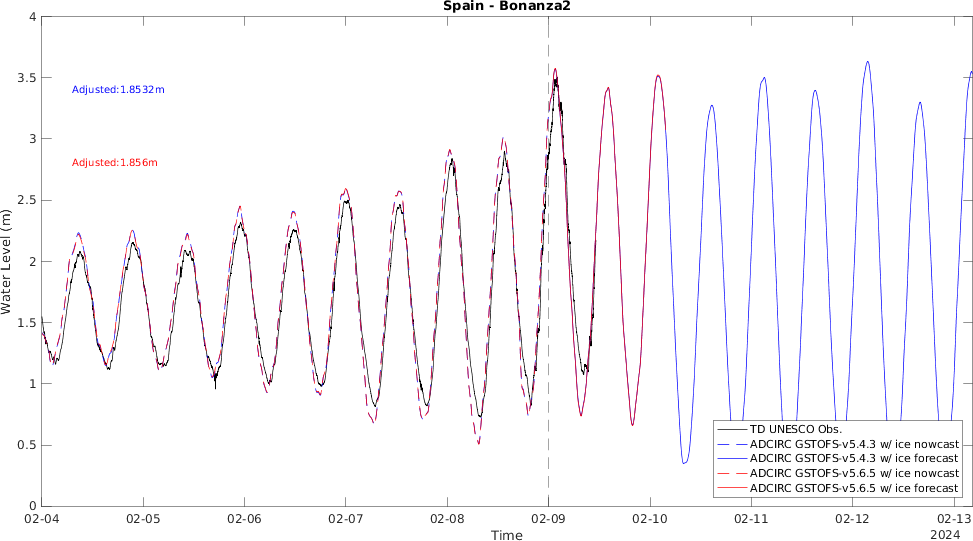 Spain - Bonanza2
4
3.5
3
2.5
2
1.5
1
0.5
0
Water Level (m)
Adjusted:1.8532m
Adjusted:1.856m
TD UNESCO Obs.
ADCIRC GSTOFS-v5.4.3 w/ ice nowcast
ADCIRC GSTOFS-v5.4.3 w/ ice forecast
ADCIRC GSTOFS-v5.6.5 w/ ice nowcast
ADCIRC GSTOFS-v5.6.5 w/ ice forecast
02-04 02-05 02-06 02-07 02-08 02-09 02-10 02-11 02-12 02-13
Time
2024